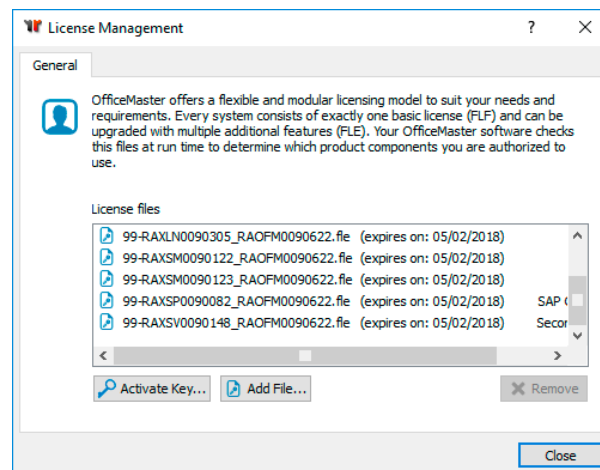 License Management
General
OfficeMaster offers a flexible and modular licensing model to suit your needs and
requirements. Every system consists of exactly one basic license (FLF) and can be
upgraded with multiple additional features (FLE). Your OfficeMaster software checks
this files at run time to determine which product components you are authorized to
use.
License files
99-RAXLN0090305_RAOFM0090622.fle (expires on: 05/02/2018)
99-RAXSM0090122_RAOFM0090622.fle (expires on: 05/02/2018)
99-RAXSM0090123_RAOFM0090622.fle (expires on: 05/02/2018)
99-RAXSP0090082_RAOFM0090622.fle (expires on: 05/02/2018) SAP
99-RAXSV0090148_RAOFM0090622.fle (expires on: 05/02/2018) Secor
Activate Key... Add File... Remove
Close